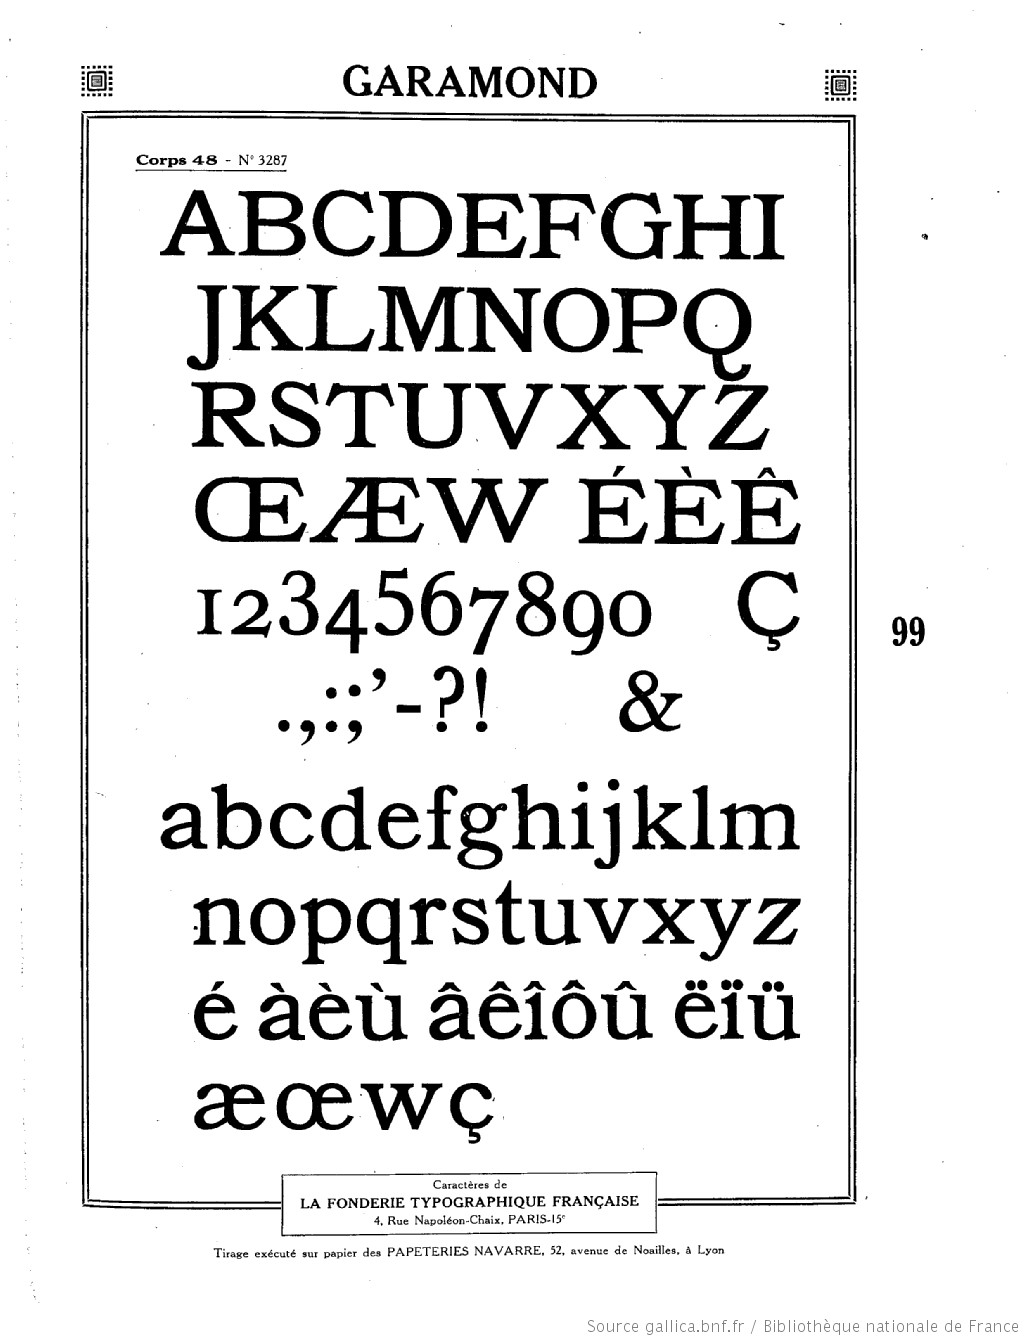 GARAMOND
Corps 48 - N° 3287
ABCDEFGHI
JKLMNOPQ
RSTUVXYZ
ŒÆW ÉÈÊ
1234567890 Ç
.,:;’-?! &
99
abcdefghijklm
nopqrstuvxyz
é àèù âêîôû ëïü
æœwç
Caractères de
LA FONDERIE TYPOGRAPHIQUE FRANÇAISE
4, Rue Napoléon-Chaix, PARIS-15ᵉ
Tirage exécuté sur papier des PAPETERIES NAVARRE, 52, avenue de Noailles, à Lyon
Source gallica.bnf.fr / Bibliothèque nationale de France